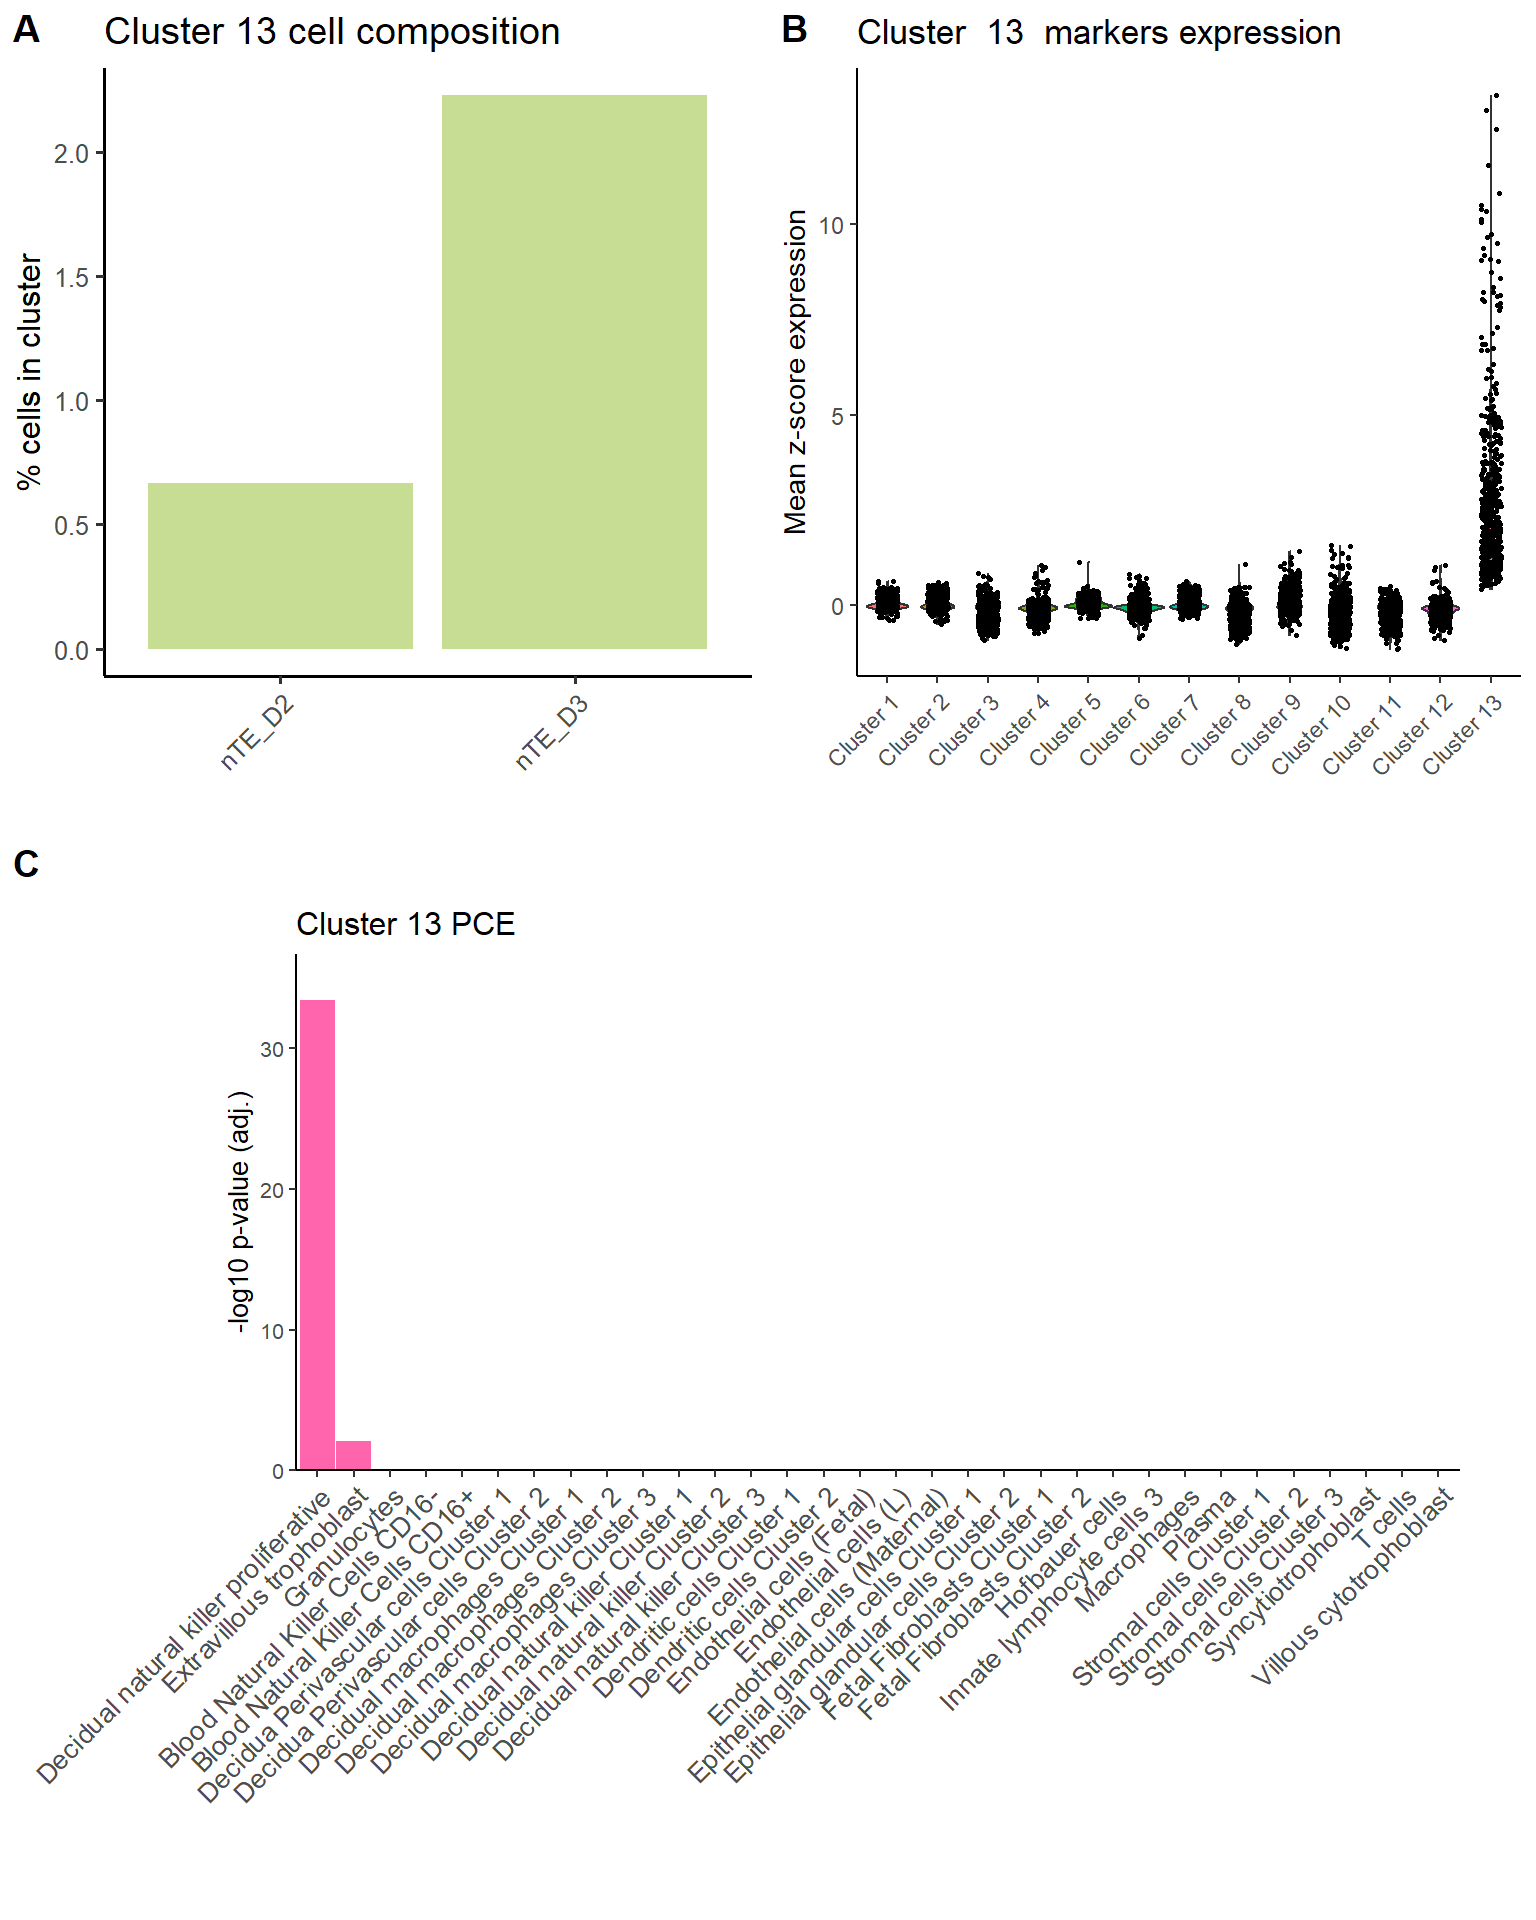 A
Cluster 13 cell composition
% cells in cluster
2.0
1.5
1.0
0.5
0.0
nTE_D2
nTE_D3
B
Cluster 13 markers expression
Mean z-score expression
10
5
0
Cluster 1
Cluster 2
Cluster 3
Cluster 4
Cluster 5
Cluster 6
Cluster 7
Cluster 8
Cluster 9
Cluster 10
Cluster 11
Cluster 12
Cluster 13
C
Cluster 13 PCE
-log10 p-value (adj.)
30
20
10
0
Decidual natural killer proliferative
Extravillous trophoblast
Granulocytes
Blood Natural Killer Cells CD16-
Blood Natural Killer Cells CD16+
Decidua Perivascular cells Cluster 1
Decidua Perivascular cells Cluster 2
Decidual macrophages Cluster 1
Decidual macrophages Cluster 2
Decidual macrophages Cluster 3
Decidual natural killer Cluster 1
Decidual natural killer Cluster 2
Decidual natural killer Cluster 3
Dendritic cells Cluster 1
Dendritic cells Cluster 2
Endothelial cells (Fetal)
Endothelial cells (L)
Endothelial cells (Maternal)
Epithelial glandular cells Cluster 1
Epithelial glandular cells Cluster 2
Fetal Fibroblasts Cluster 1
Fetal Fibroblasts Cluster 2
Hofbauer cells
Innate lymphocyte cells 3
Macrophages
Plasma
Stromal cells Cluster 1
Stromal cells Cluster 2
Stromal cells Cluster 3
Syncytiotrophoblast
T cells
Villous cytotrophoblast